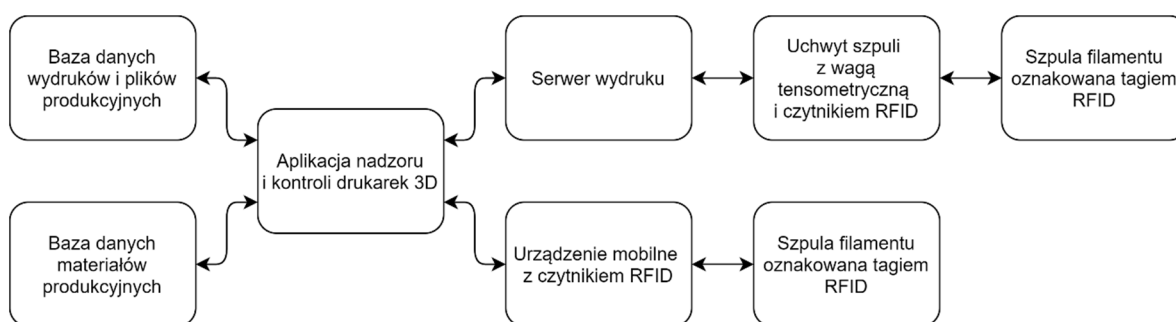 Baza danych
wydruków i plików
produkcyjnych
Serwer wydruku
Uchwyt szpuli
z wagą
tensometryczną
i czytnikiem RFID
Szpula filamentu
oznakowana tagiem
RFID
Aplikacja nadzoru
i kontroli drukarek 3D
Baza danych
materiałów
produkcyjnych
Urządzenie mobilne
z czytnikiem RFID
Szpula filamentu
oznakowana tagiem
RFID